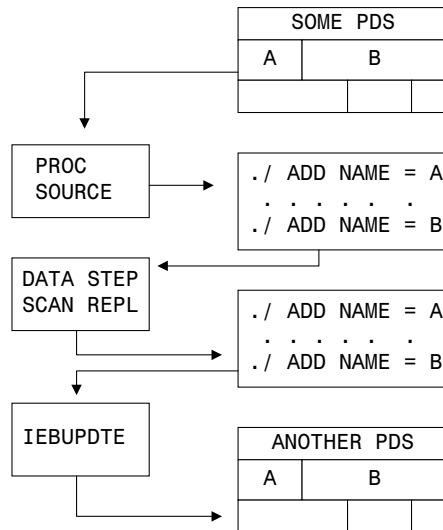 SOME PDS
A B
PROC
SOURCE
./ ADD NAME = A
. . . . . .
./ ADD NAME = B
DATA STEP
SCAN REPL
./ ADD NAME = A
. . . . . .
./ ADD NAME = B
IEBUPDTE
ANOTHER PDS
A B